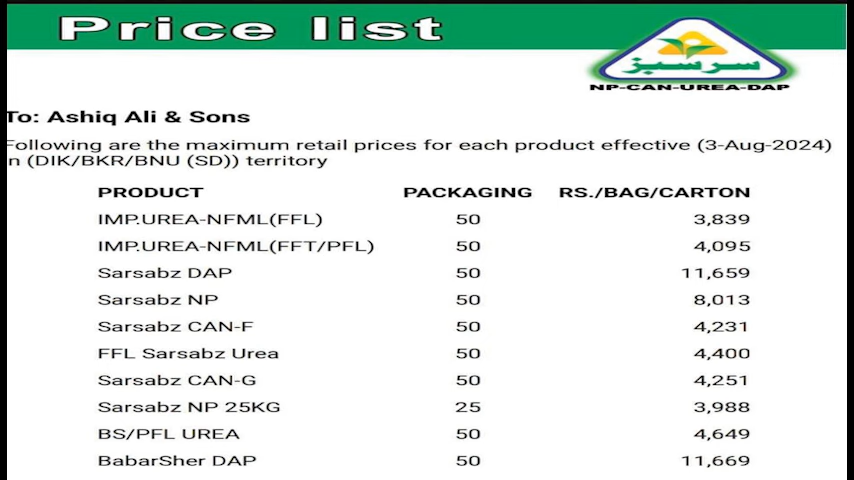 Price list
سرسبز
NP-CAN-UREA-DAP
To: Ashiq Ali & Sons
Following are the maximum retail prices for each product effective (3-Aug-2024)
in (DIK/BKR/BNU (SD)) territory
PRODUCT PACKAGING RS./BAG/CARTON
IMP.UREA-NFML(FFL) 50 3,839
IMP.UREA-NFML(FFT/PFL) 50 4,095
Sarsabz DAP 50 11,659
Sarsabz NP 50 8,013
Sarsabz CAN-F 50 4,231
FFL Sarsabz Urea 50 4,400
Sarsabz CAN-G 50 4,251
Sarsabz NP 25KG 25 3,988
BS/PFL UREA 50 4,649
BabarSher DAP 50 11,669